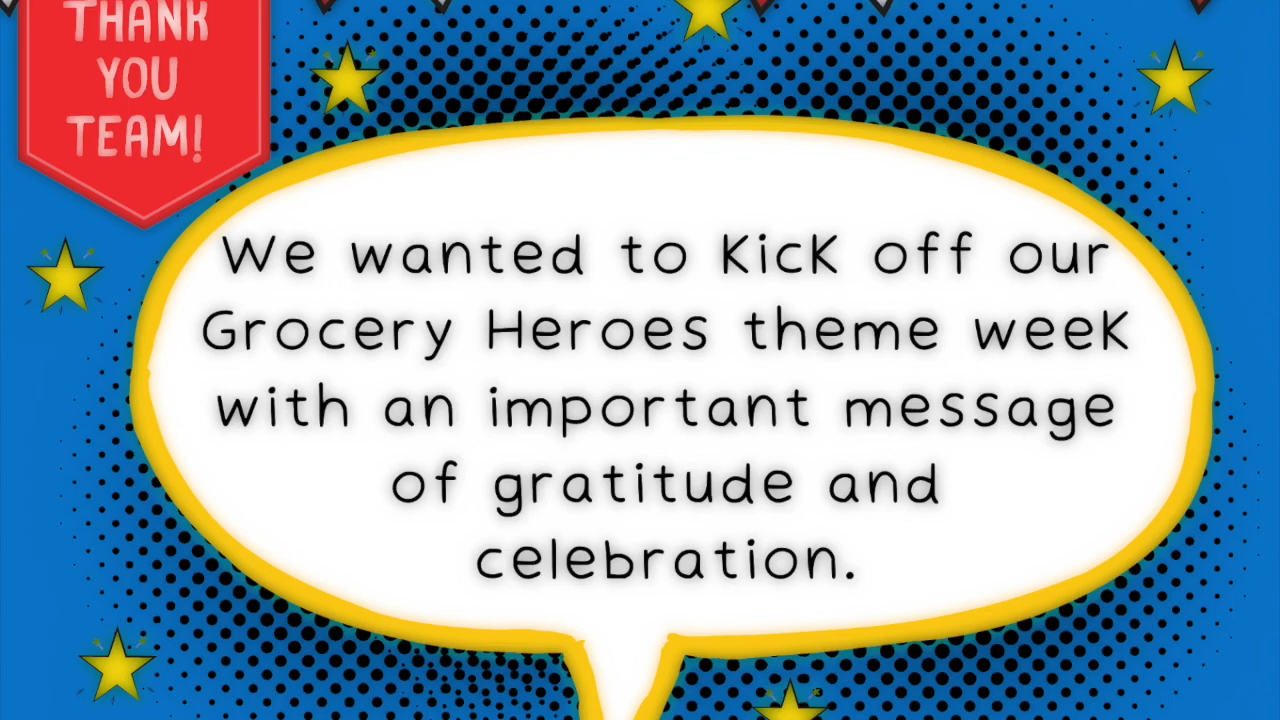 THANK
YOU
TEAM!
We wanted to Kick off our
Grocery Heroes theme week
with an important message
of gratitude and
celebration.